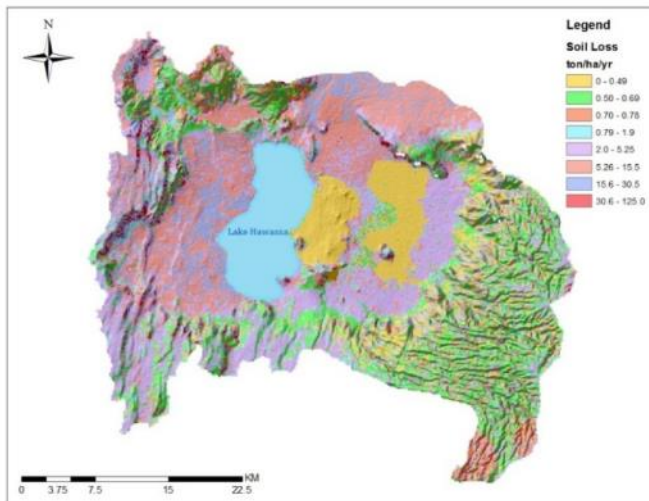 N
Legend
Soil Loss
ton/ha/yr
0 - 0.49
0.50 - 0.69
0.70 - 0.78
0.79 - 1.9
2.0 - 5.25
5.26 - 15.5
15.6 - 30.5
30.6 - 125.0
Lake Hawassa
KM
0 3.75 7.5 15 22.5